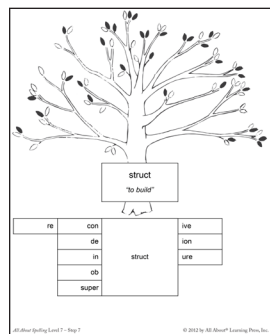 struct
"to build"
re con ive
de ion
in struct ure
ob
super
All About Spelling Level 7 – Step 7 © 2012 by All About® Learning Press, Inc.